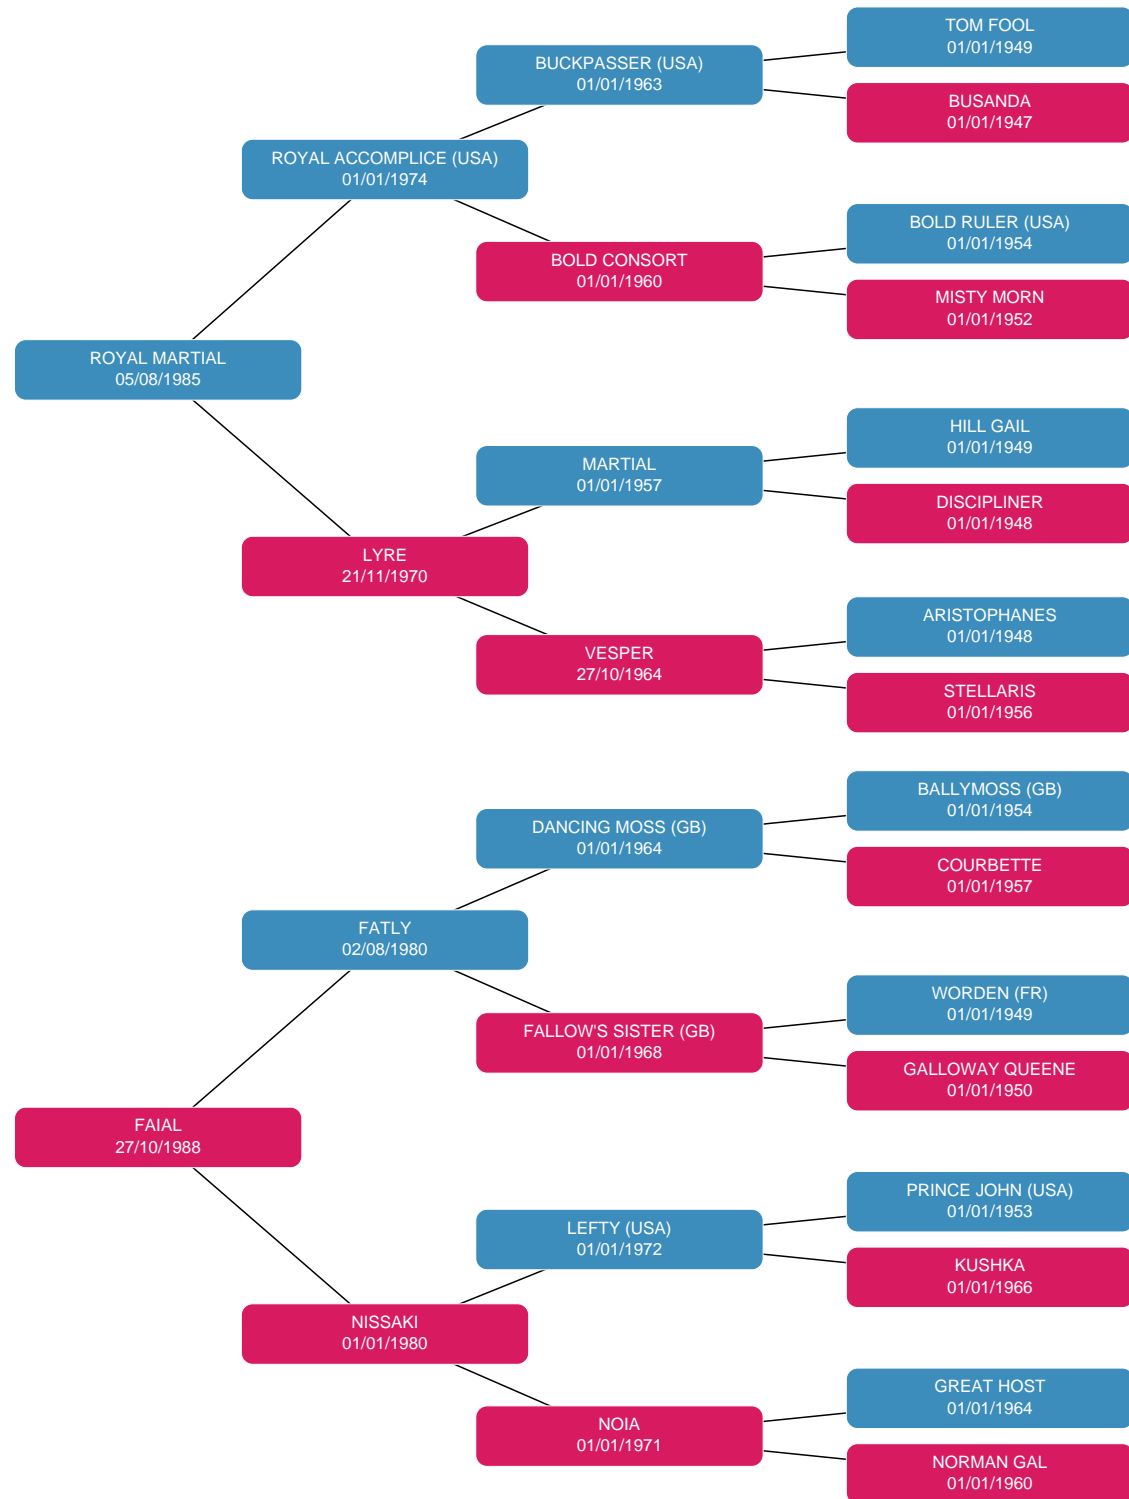 TOM FOOL
01/01/1949
BUCKPASSER (USA)
01/01/1963
BUSANDA
01/01/1947
ROYAL ACCOMPLICE (USA)
01/01/1974
BOLD RULER (USA)
01/01/1954
BOLD CONSORT
01/01/1960
MISTY MORN
01/01/1952
ROYAL MARTIAL
05/08/1985
HILL GAIL
01/01/1949
MARTIAL
01/01/1957
DISCIPLINER
01/01/1948
LYRE
21/11/1970
ARISTOPHANES
01/01/1948
VESPER
27/10/1964
STELLARIS
01/01/1956
BALLYMOSS (GB)
01/01/1954
DANCING MOSS (GB)
01/01/1964
COURBETTE
01/01/1957
FATLY
02/08/1980
WORDEN (FR)
01/01/1949
FALLOW'S SISTER (GB)
01/01/1968
GALLOWAY QUEENE
01/01/1950
FAIAL
27/10/1988
PRINCE JOHN (USA)
01/01/1953
LEFTY (USA)
01/01/1972
KUSHKA
01/01/1966
NISSAKI
01/01/1980
GREAT HOST
01/01/1964
NOIA
01/01/1971
NORMAN GAL
01/01/1960